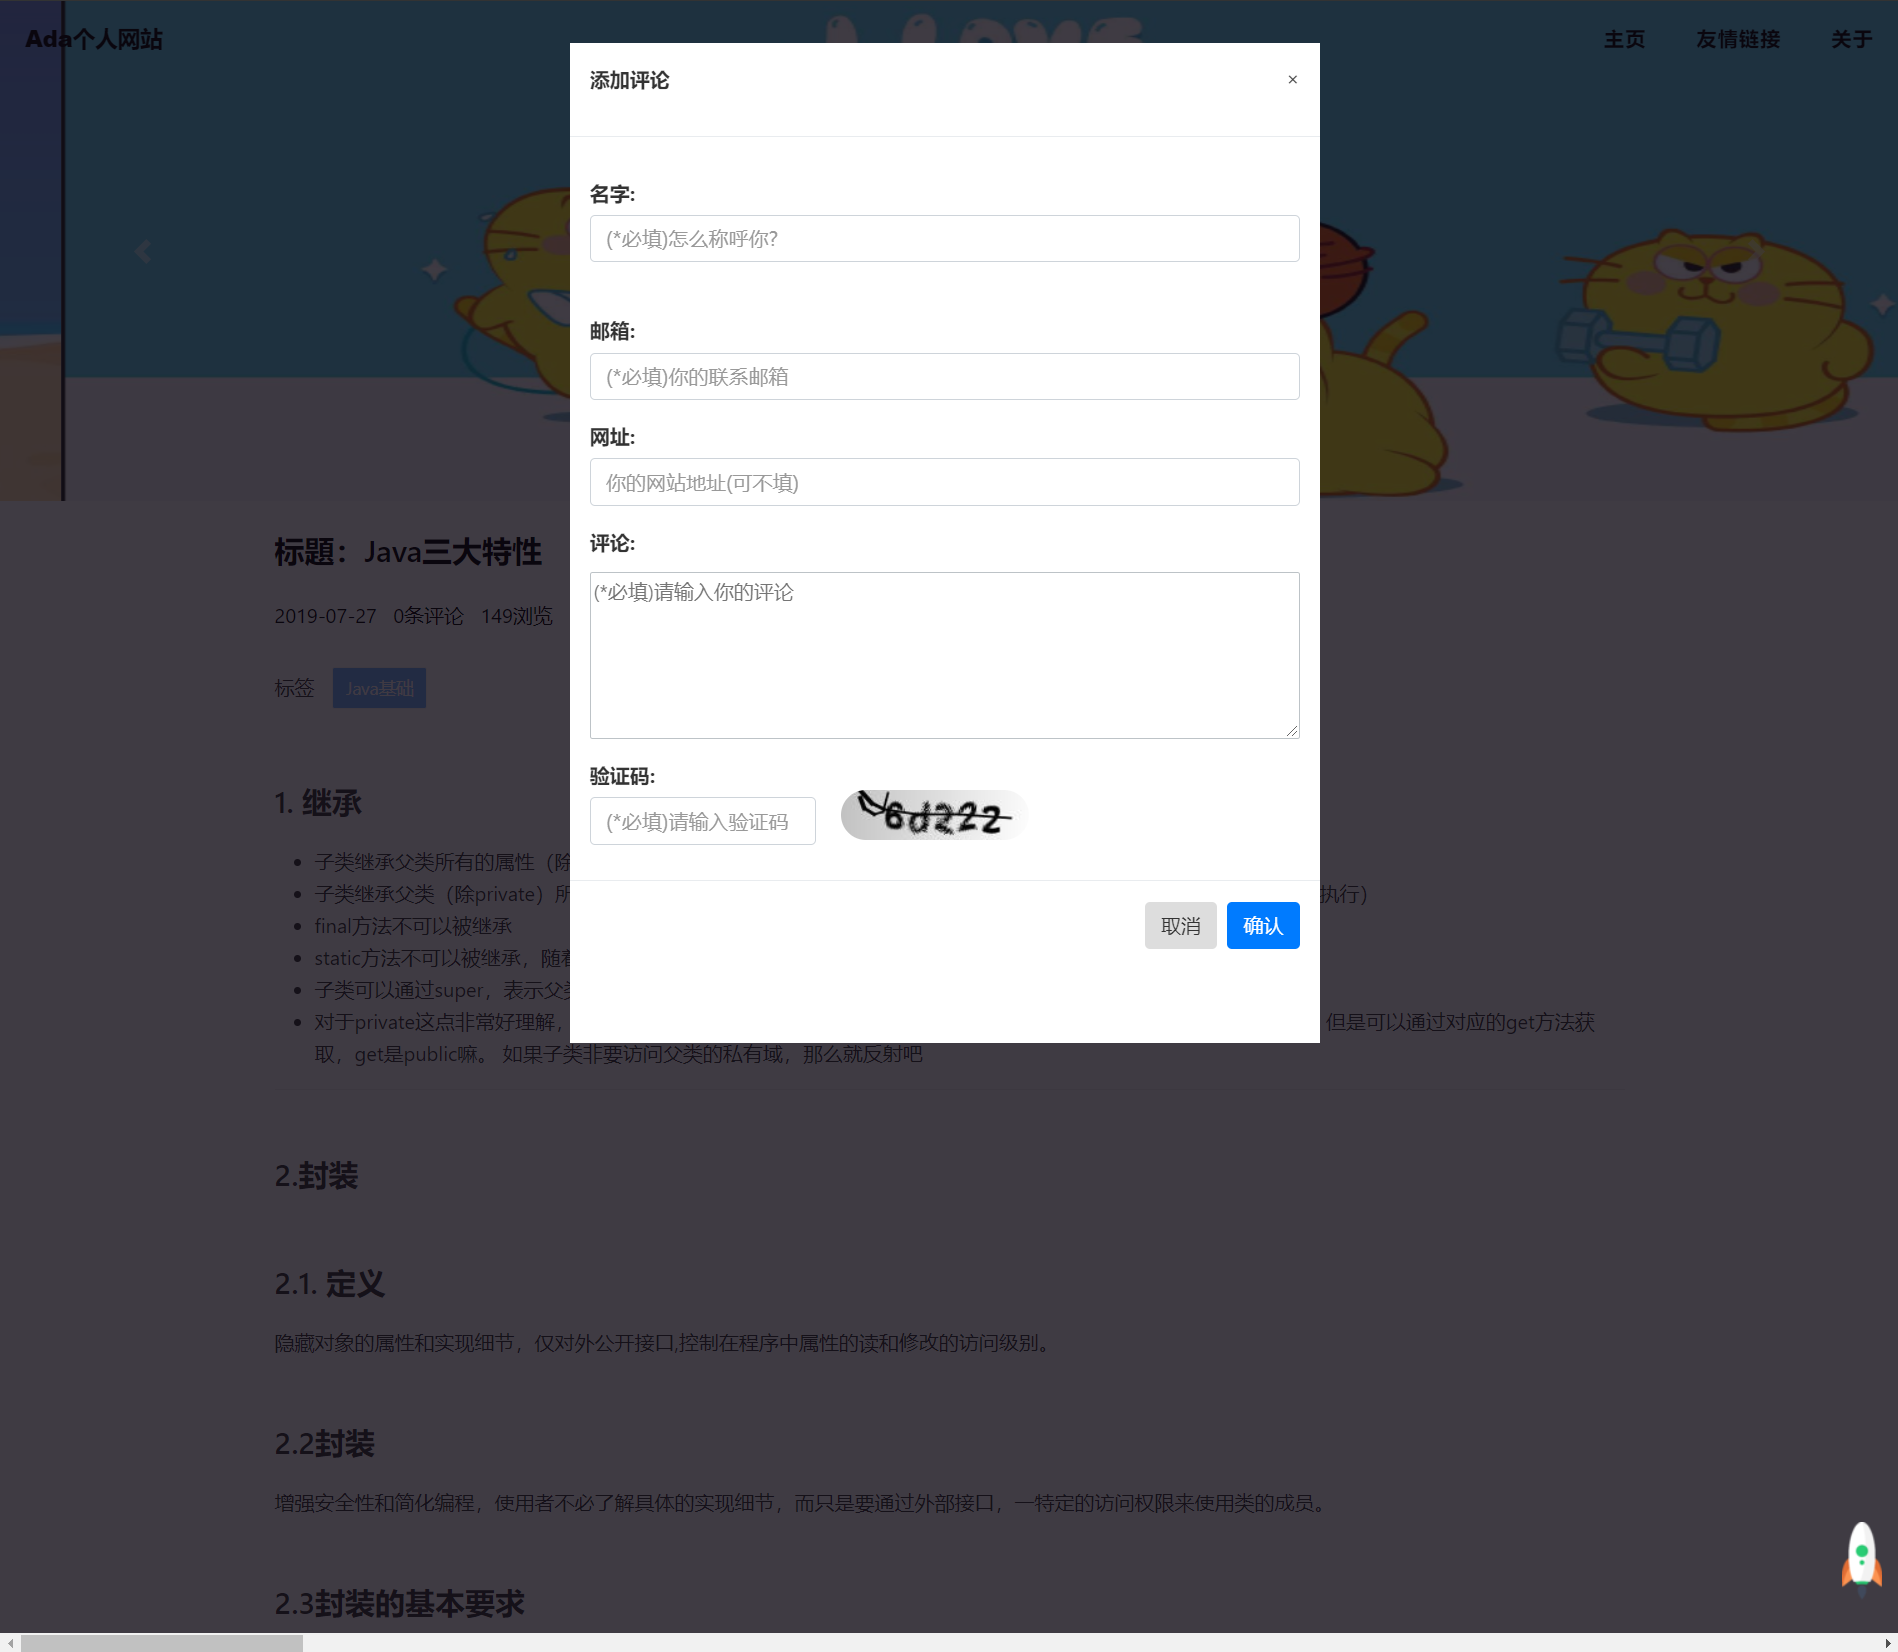 Ada个人网站
主页 友情链接 关于
添加评论
×
名字:
(*必填)怎么称呼你?
邮箱:
(*必填)你的联系邮箱
网址:
你的网站地址(可不填)
评论:
(*必填)请输入你的评论
验证码:
(*必填)请输入验证码
6d222
取消 确认
标题：Java三大特性
2019-07-27 0条评论 149浏览
标签 Java基础
1. 继承
子类继承父类所有的属性（除
子类继承父类（除private）所 执行）
final方法不可以被继承
static方法不可以被继承，随着
子类可以通过super，表示父类
对于private这点非常好理解， 但是可以通过对应的get方法获
取，get是public嘛。 如果子类非要访问父类的私有域，那么就反射吧
2.封装
2.1. 定义
隐藏对象的属性和实现细节，仅对外公开接口,控制在程序中属性的读和修改的访问级别。
2.2封装
增强安全性和简化编程，使用者不必了解具体的实现细节，而只是要通过外部接口，一特定的访问权限来使用类的成员。
2.3封装的基本要求